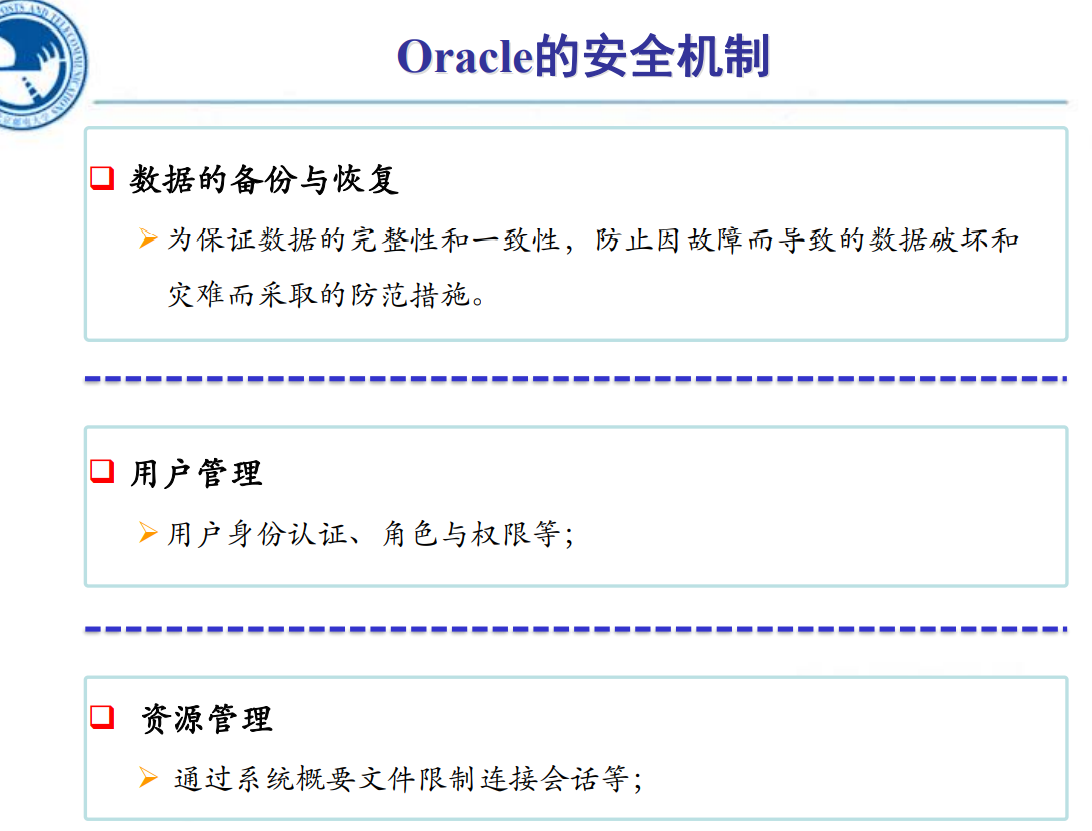 OSTS AND TELECOMMUNICATIONS
Oracle的安全机制
数据的备份与恢复
为保证数据的完整性和一致性，防止因故障而导致的数据破坏和
灾难而采取的防范措施。
用户管理
用户身份认证、角色与权限等；
资源管理
通过系统概要文件限制连接会话等；